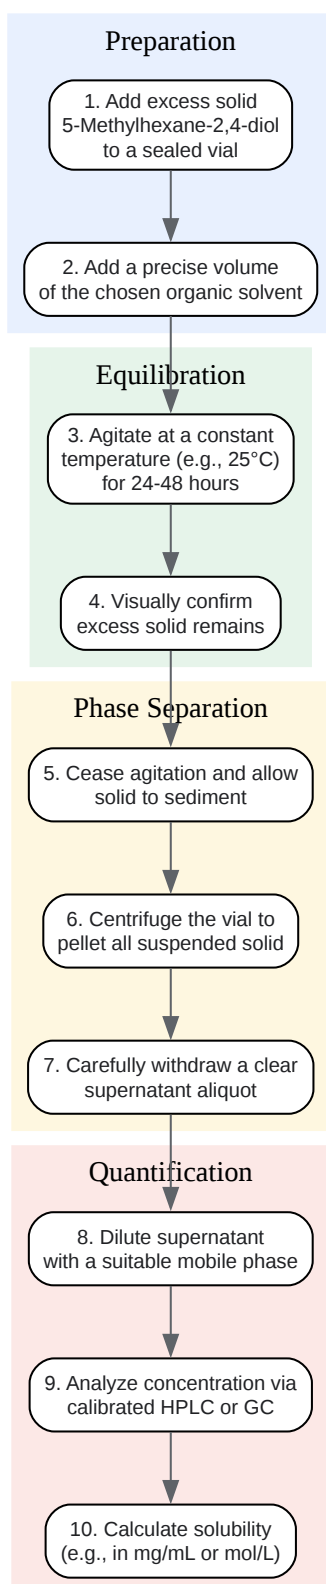 Preparation
1. Add excess solid
5-Methylhexane-2,4-diol
to a sealed vial
2. Add a precise volume
of the chosen organic solvent
Equilibration
3. Agitate at a constant
temperature (e.g., 25°C)
for 24-48 hours
4. Visually confirm
excess solid remains
Phase Separation
5. Cease agitation and allow
solid to sediment
6. Centrifuge the vial to
pellet all suspended solid
7. Carefully withdraw a clear
supernatant aliquot
Quantification
8. Dilute supernatant
with a suitable mobile phase
9. Analyze concentration via
calibrated HPLC or GC
10. Calculate solubility
(e.g., in mg/mL or mol/L)